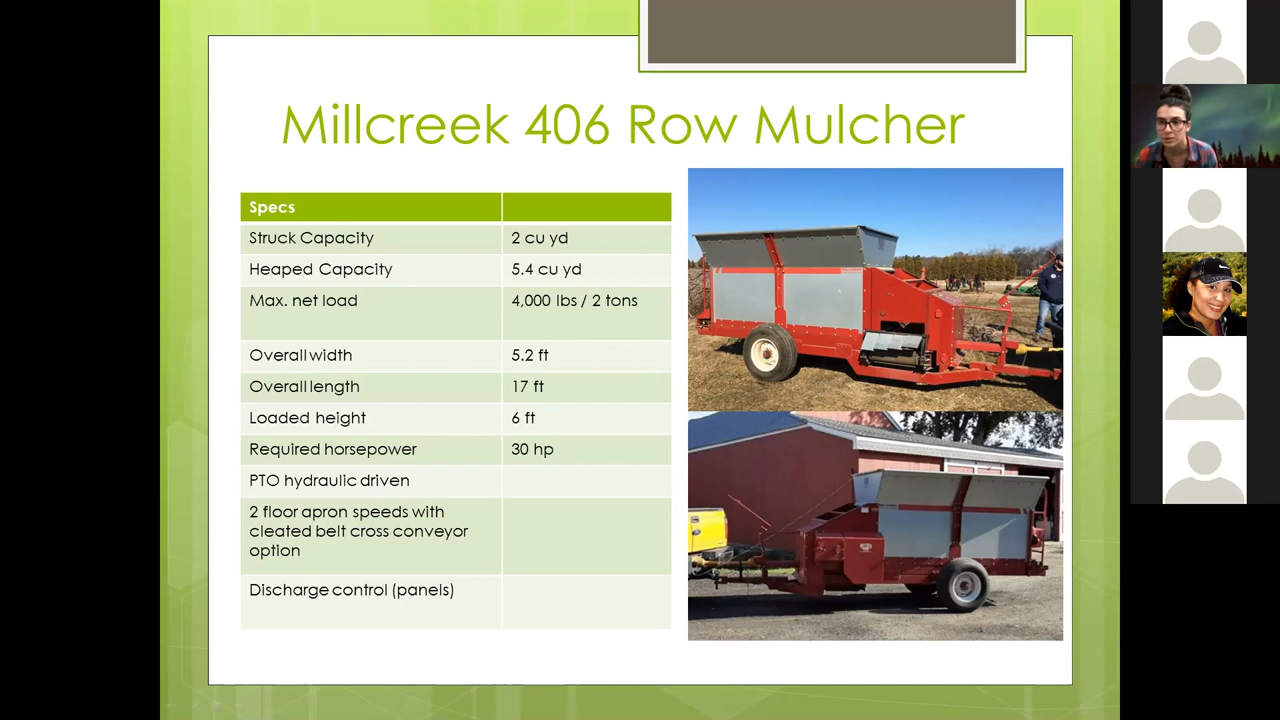 Millcreek 406 Row Mulcher
Specs
Struck Capacity 2 cu yd
Heaped Capacity 5.4 cu yd
Max. net load 4,000 lbs / 2 tons
Overall width 5.2 ft
Overall length 17 ft
Loaded height 6 ft
Required horsepower 30 hp
PTO hydraulic driven
2 floor apron speeds with
cleated belt cross conveyor
option
Discharge control (panels)